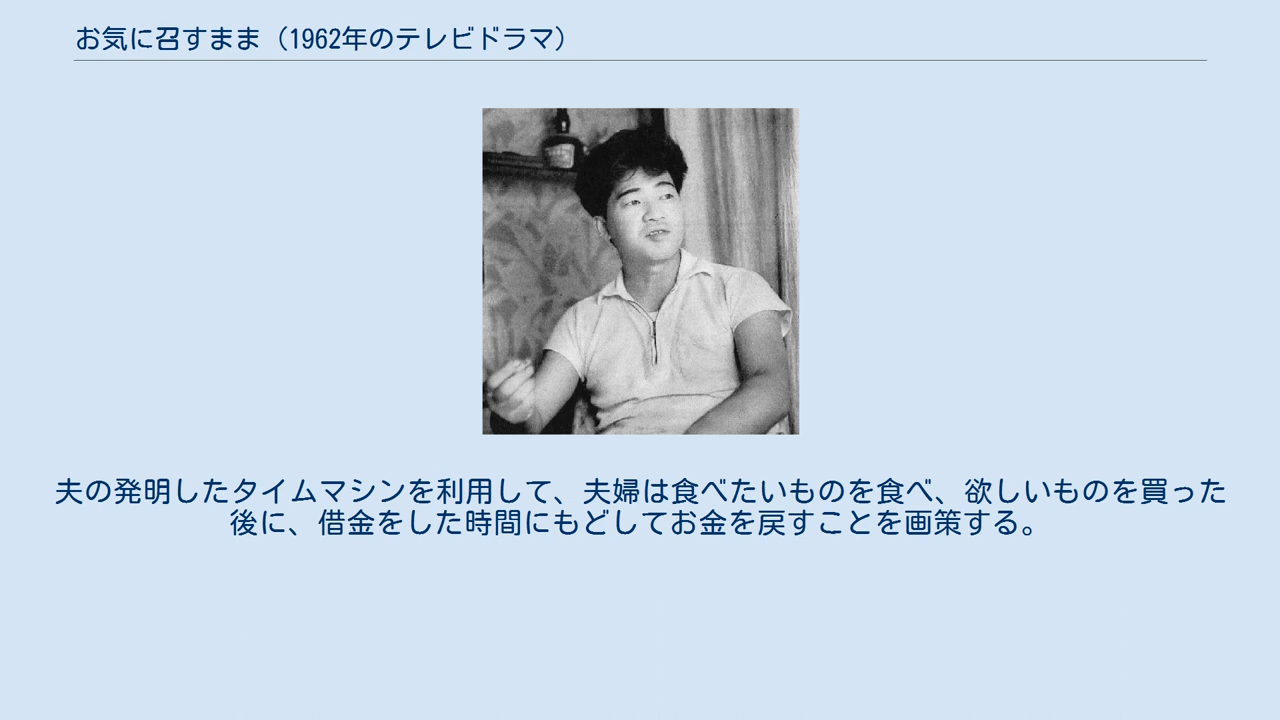 お気に召すまま（1962年のテレビドラマ）
夫の発明したタイムマシンを利用して、夫婦は食べたいものを食べ、欲しいものを買った
後に、借金をした時間にもどしてお金を戻すことを画策する。